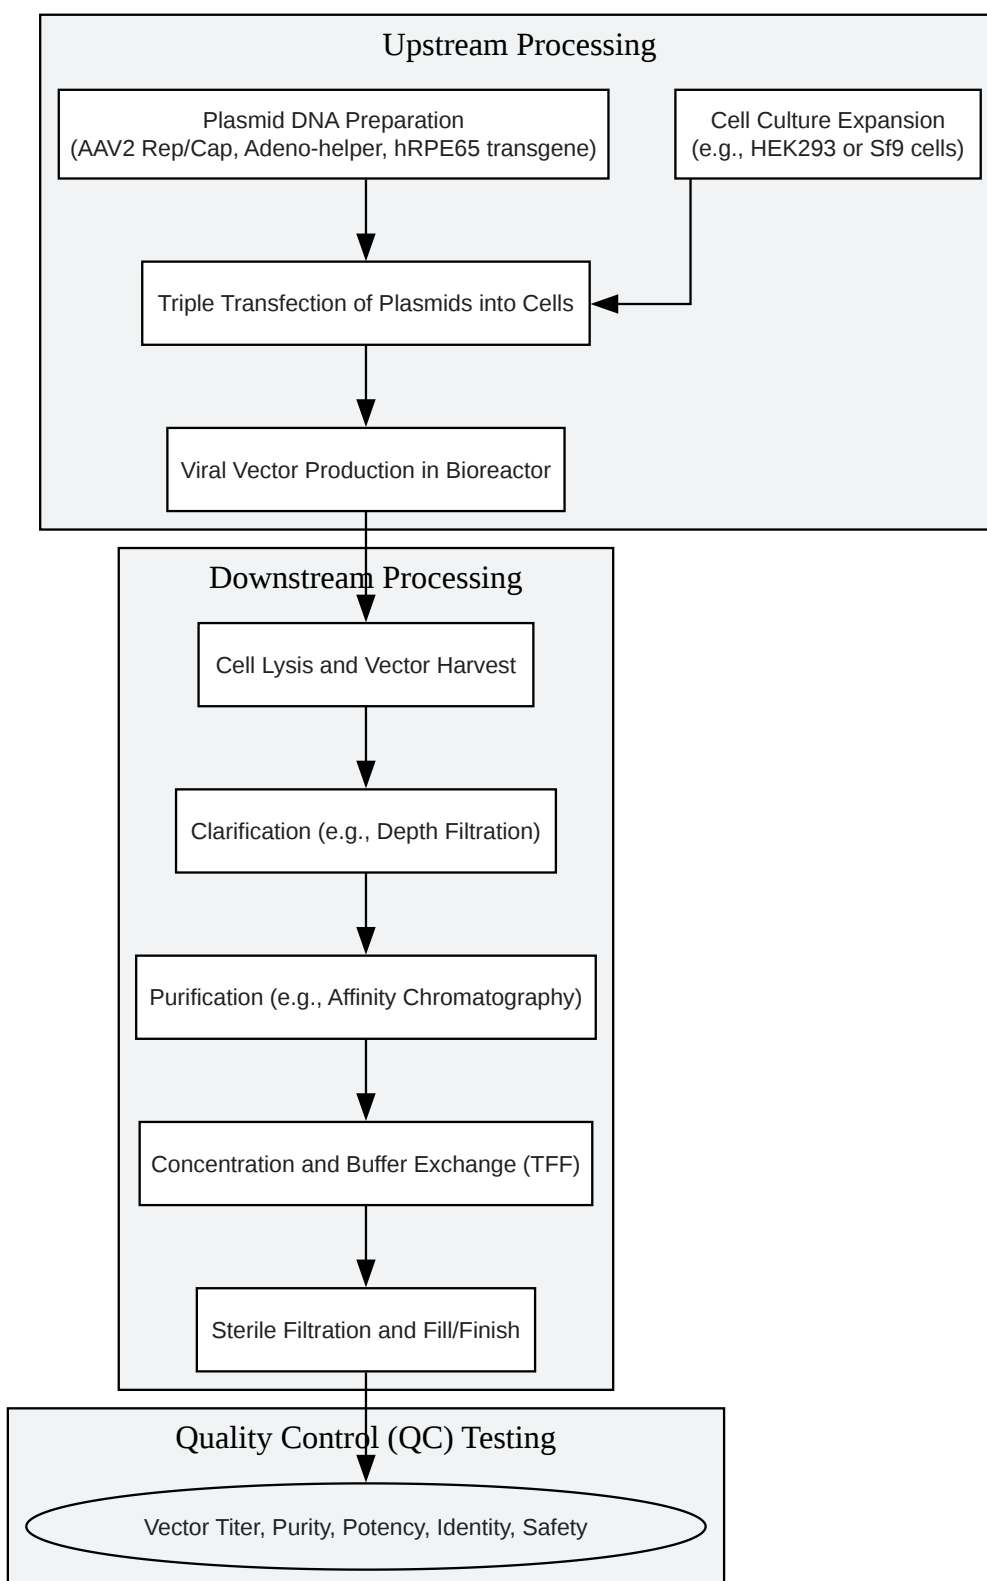 Upstream Processing
Plasmid DNA Preparation
(AAV2 Rep/Cap, Adeno-helper, hRPE65 transgene)
Cell Culture Expansion
(e.g., HEK293 or Sf9 cells)
Triple Transfection of Plasmids into Cells
Viral Vector Production in Bioreactor
Downstream Processing
Cell Lysis and Vector Harvest
Clarification (e.g., Depth Filtration)
Purification (e.g., Affinity Chromatography)
Concentration and Buffer Exchange (TFF)
Sterile Filtration and Fill/Finish
Quality Control (QC) Testing
Vector Titer, Purity, Potency, Identity, Safety